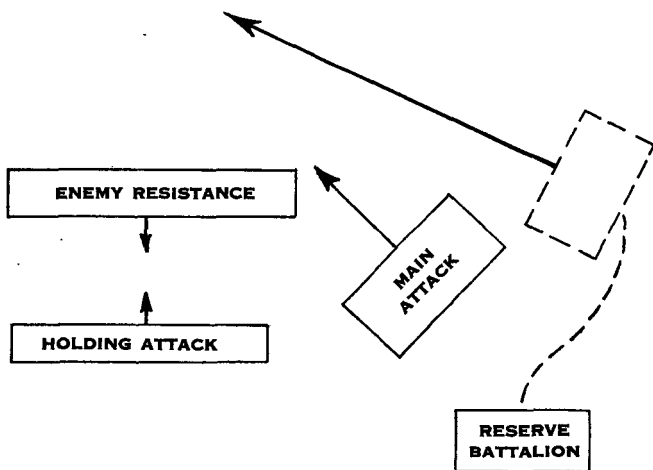 ENEMY RESISTANCE
MAIN
ATTACK
HOLDING ATTACK
RESERVE
BATTALION